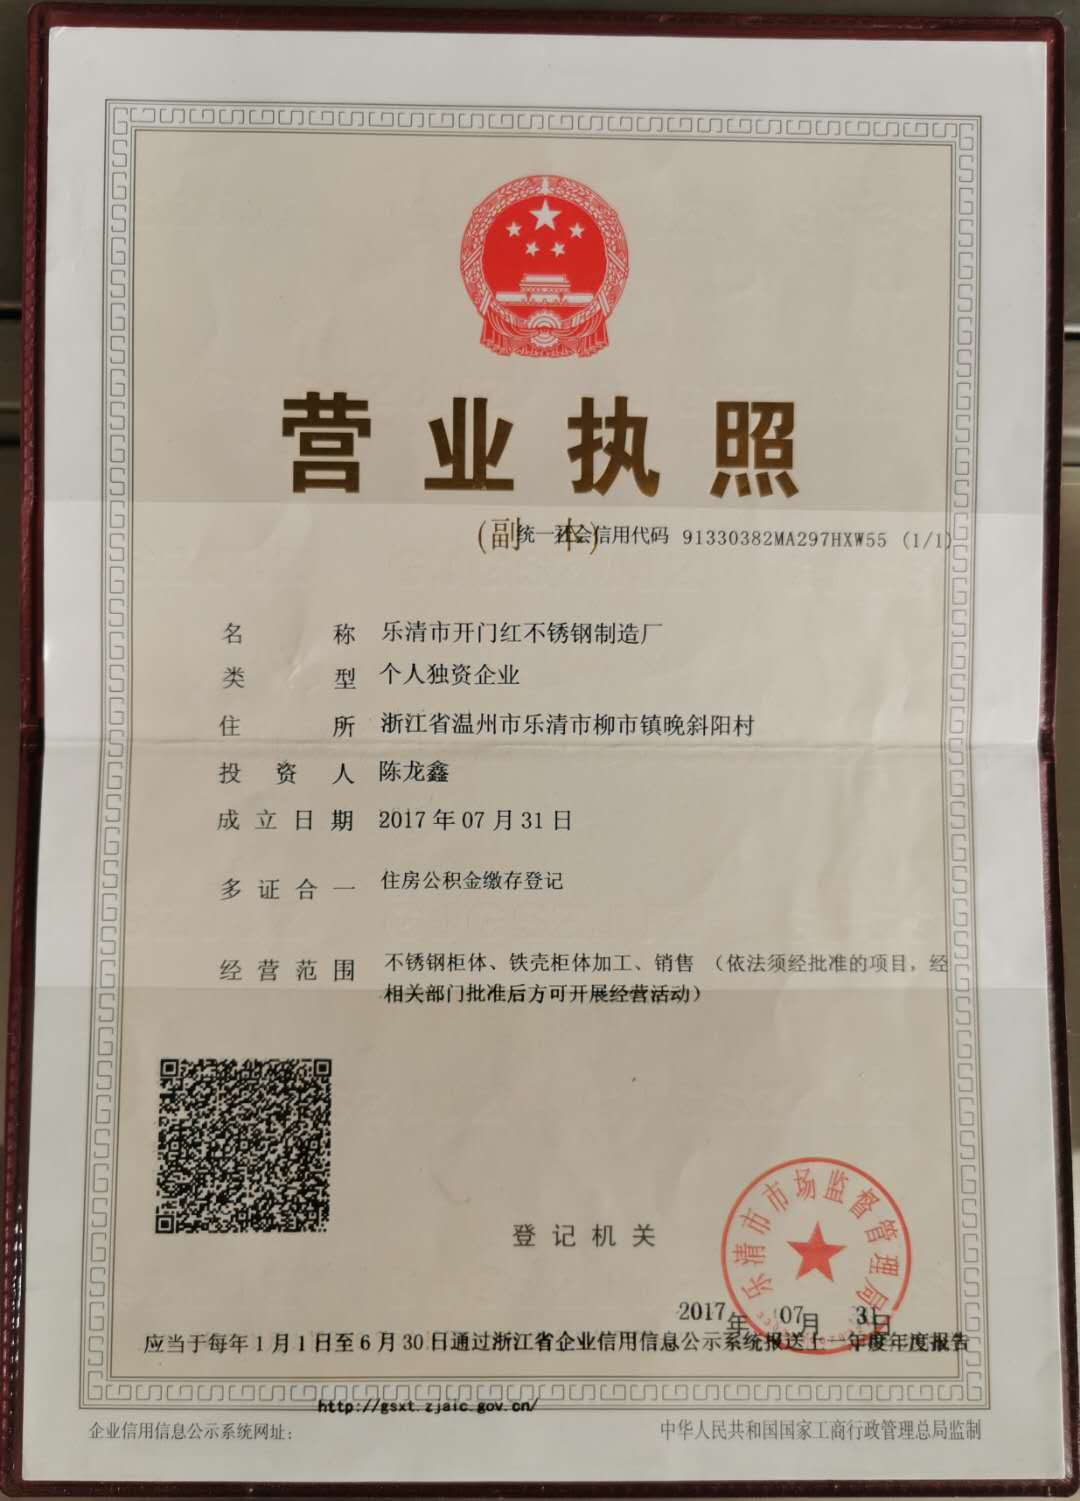 营业执照
(副 本)
统一社会信用代码 91330382MA297HXW55 (1/1)
名 称 乐清市开门红不锈钢制造厂
类 型 个人独资企业
住 所 浙江省温州市乐清市柳市镇晚斜阳村
投 资 人 陈龙鑫
成 立 日 期 2017 年 07 月 31 日
多 证 合 一 住房公积金缴存登记
经 营 范 围 不锈钢柜体、铁壳柜体加工、销售 (依法须经批准的项目,经
相关部门批准后方可开展经营活动)
登 记 机 关
乐清市市场监督管理局
2017年 07月 31日
应当于每年1月1日至6月30日通过浙江省企业信用信息公示系统报送上一年度年度报告
http://gsxt.zjaic.gov.cn/
企业信用信息公示系统网址:
中华人民共和国国家工商行政管理总局监制